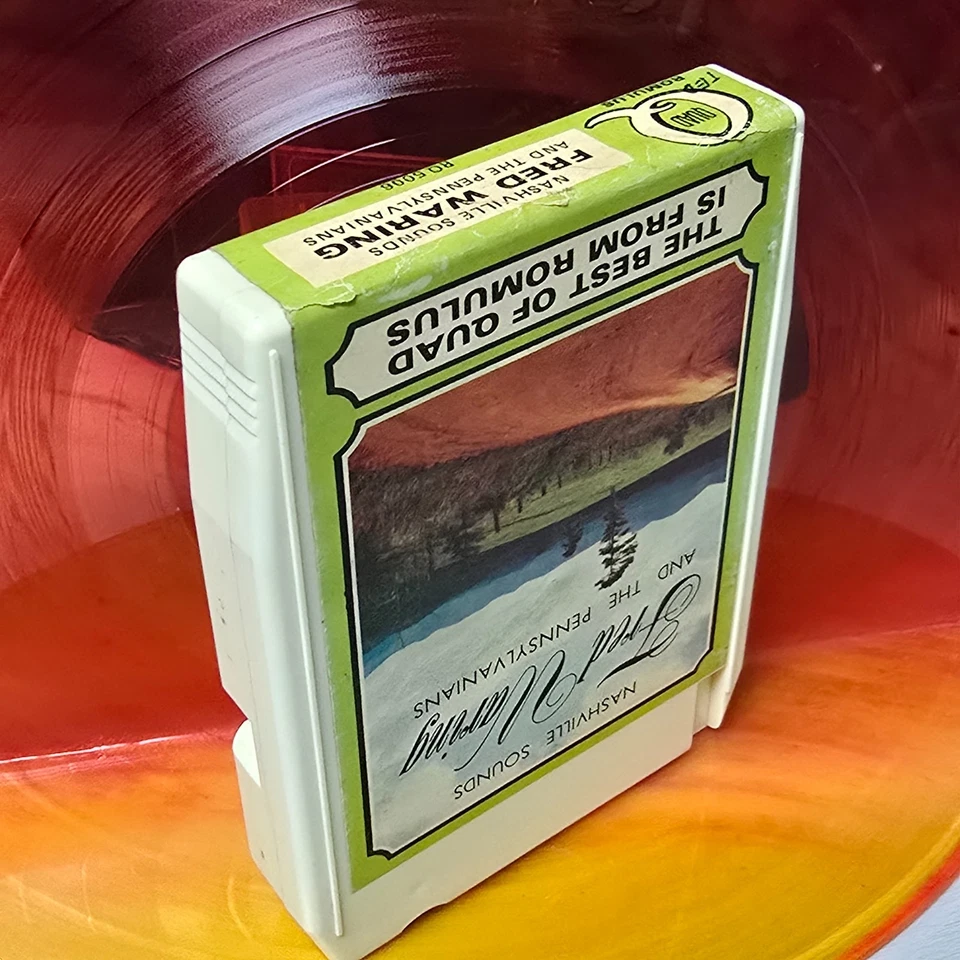 QUAD
ROMULUS
NASHVILLE SOUNDS
FRED WARING
AND THE PENNSYLVANIANS
RQ 5006
THE BEST OF QUAD
IS FROM ROMULUS
NASHVILLE SOUNDS
Fred Waring
AND THE PENNSYLVANIANS